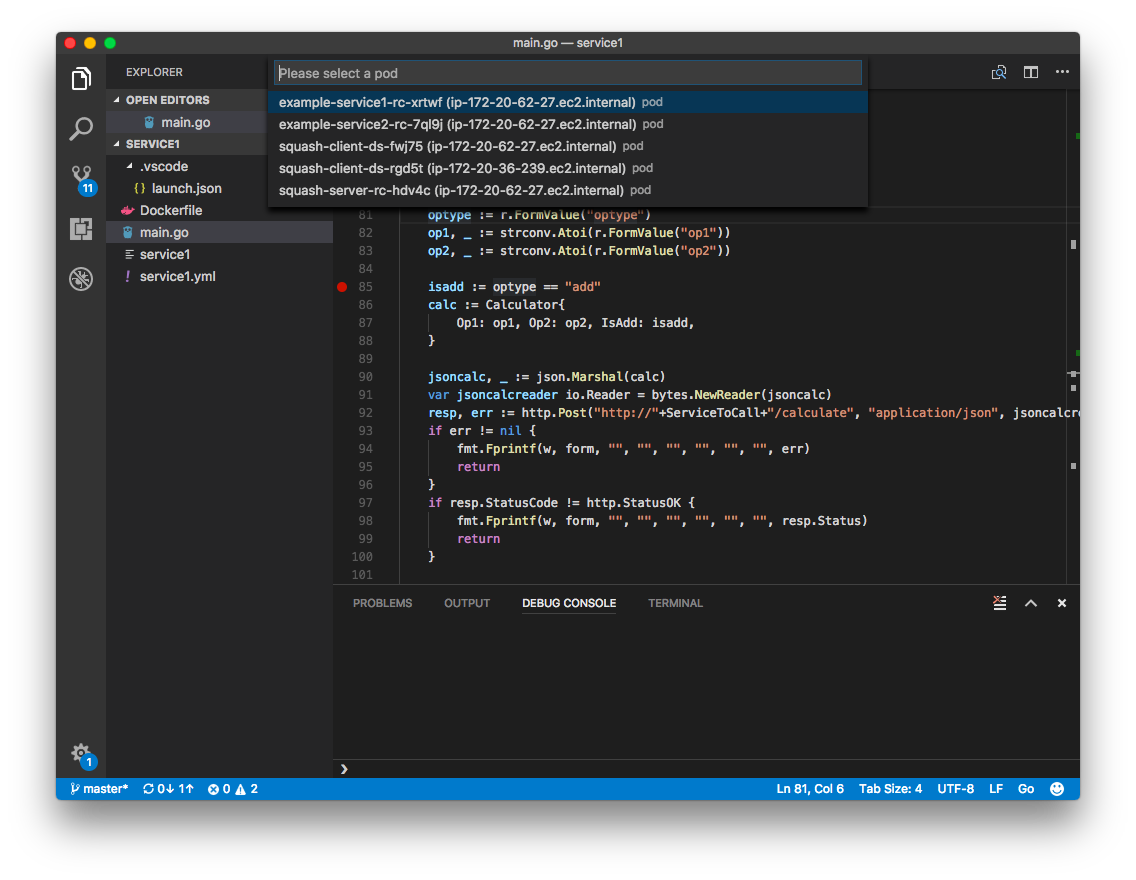 main.go — service1
EXPLORER
Please select a pod
OPEN EDITORS
main.go
SERVICE1
.vscode
{} launch.json
Dockerfile
main.go
service1
! service1.yml
11
1
example-service1-rc-xrtwf (ip-172-20-62-27.ec2.internal) pod
example-service2-rc-7ql9j (ip-172-20-62-27.ec2.internal) pod
squash-client-ds-fwj75 (ip-172-20-62-27.ec2.internal) pod
squash-client-ds-rgd5t (ip-172-20-36-239.ec2.internal) pod
squash-server-rc-hdv4c (ip-172-20-62-27.ec2.internal) pod
81 optype := r.FormValue("optype")
82 op1, _ := strconv.Atoi(r.FormValue("op1"))
83 op2, _ := strconv.Atoi(r.FormValue("op2"))
84
85 isadd := optype == "add"
86 calc := Calculator{
87 Op1: op1, Op2: op2, IsAdd: isadd,
88 }
89
90 jsoncalc, _ := json.Marshal(calc)
91 var jsoncalcreader io.Reader = bytes.NewReader(jsoncalc)
92 resp, err := http.Post("http://"+ServiceToCall+"/calculate", "application/json", jsoncalcre
93 if err != nil {
94 fmt.Fprintf(w, form, "", "", "", "", "", "", err)
95 return
96 }
97 if resp.StatusCode != http.StatusOK {
98 fmt.Fprintf(w, form, "", "", "", "", "", "", resp.Status)
99 return
100 }
101
PROBLEMS OUTPUT DEBUG CONSOLE TERMINAL
master* 0↓ 1↑ 0 2 Ln 81, Col 6 Tab Size: 4 UTF-8 LF Go